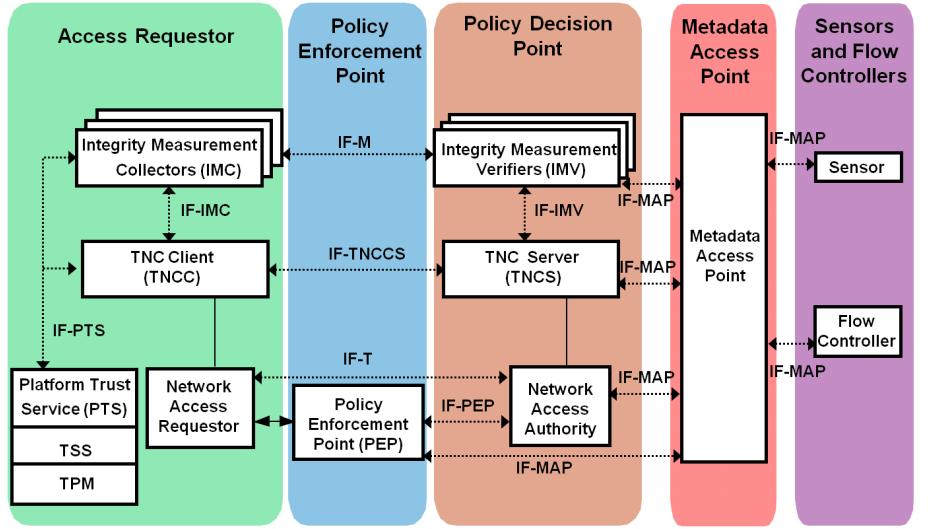 Access Requestor
Policy
Enforcement
Point
Policy Decision
Point
Metadata
Access
Point
Sensors
and Flow
Controllers
Integrity Measurement
Collectors (IMC)
IF-M
Integrity Measurement
Verifiers (IMV)
IF-MAP
IF-MAP
Sensor
IF-IMC
IF-IMV
TNC Client
(TNCC)
IF-TNCCS
TNC Server
(TNCS)
IF-MAP
Metadata
Access
Point
IF-PTS
Flow
Controller
IF-MAP
Platform Trust
Service (PTS)
TSS
TPM
Network
Access
Requestor
IF-T
Policy
Enforcement
Point (PEP)
IF-PEP
Network
Access
Authority
IF-MAP
IF-MAP